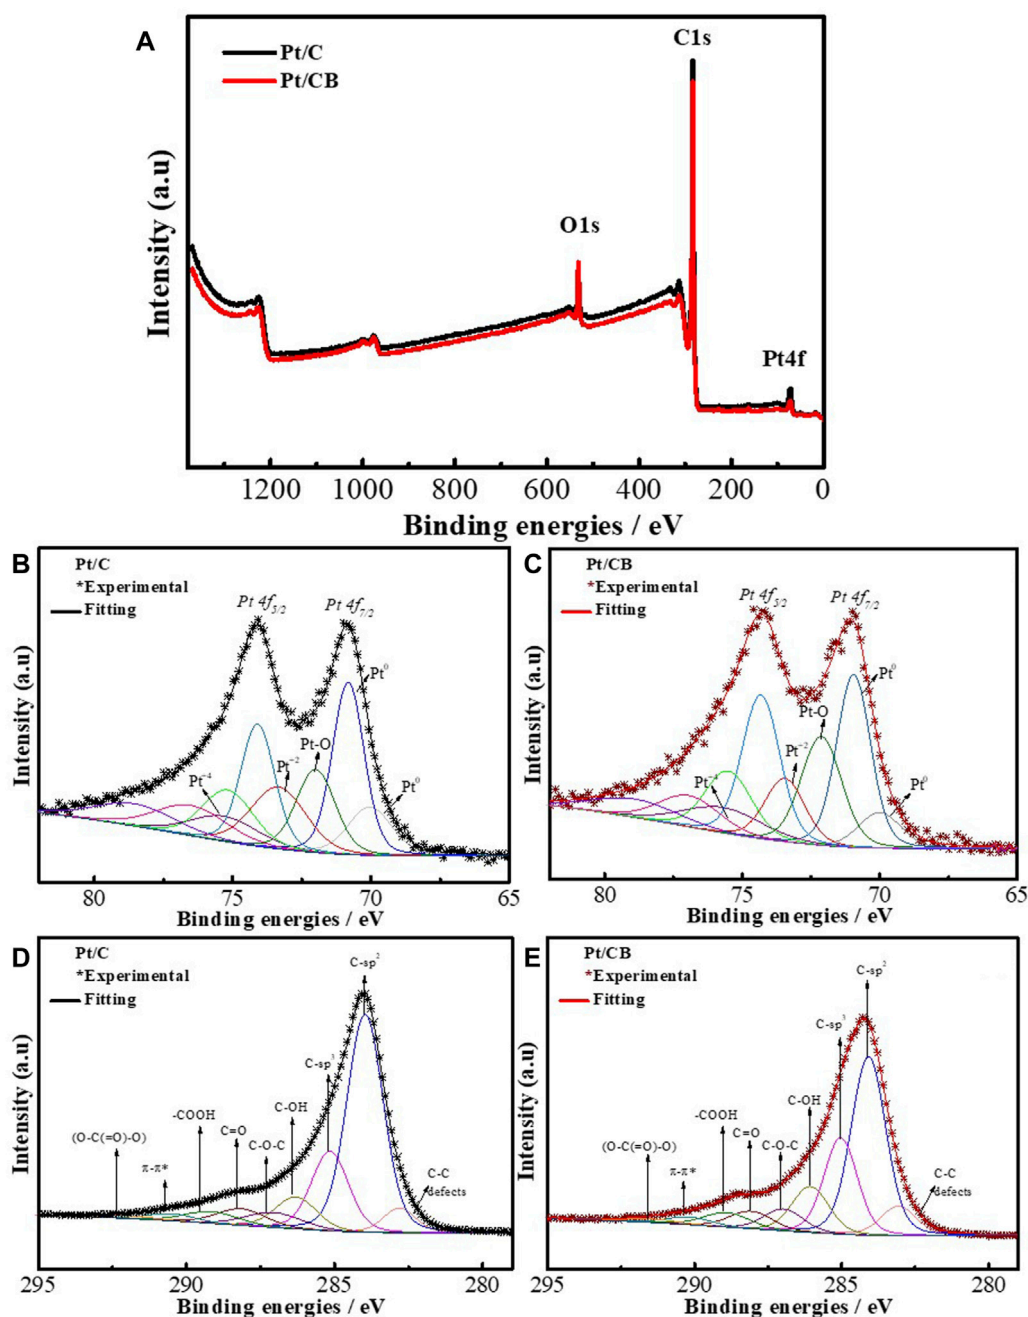 A
Pt/C
Pt/CB
C1s
O1s
Pt4f
Intensity (a.u)
1200 1000 800 600 400 200 0
Binding energies / eV
B
Pt/C
*Experimental
Fitting
Pt 4f5/2
Pt 4f7/2
Pt⁰
Pt-O
Pt⁺²
Pt⁺⁴
Pt⁰
Intensity (a.u)
80 75 70 65
Binding energies / eV
C
Pt/CB
*Experimental
Fitting
Pt 4f5/2
Pt 4f7/2
Pt⁰
Pt-O
Pt⁺²
Pt⁰
Intensity (a.u)
80 75 70 65
Binding energies / eV
D
Pt/C
*Experimental
Fitting
C-sp²
C-sp³
C-OH
-COOH
C=O
(O-C(=O)-O)
C-O-C
π-π*
C-C
defects
Intensity (a.u)
295 290 285 280
Binding energies / eV
E
Pt/CB
*Experimental
Fitting
C-sp²
C-sp³
C-OH
-COOH
C=O
(O-C(=O)-O)
C-O-C
π-π*
C-C
defects
Intensity (a.u)
295 290 285 280
Binding energies / eV